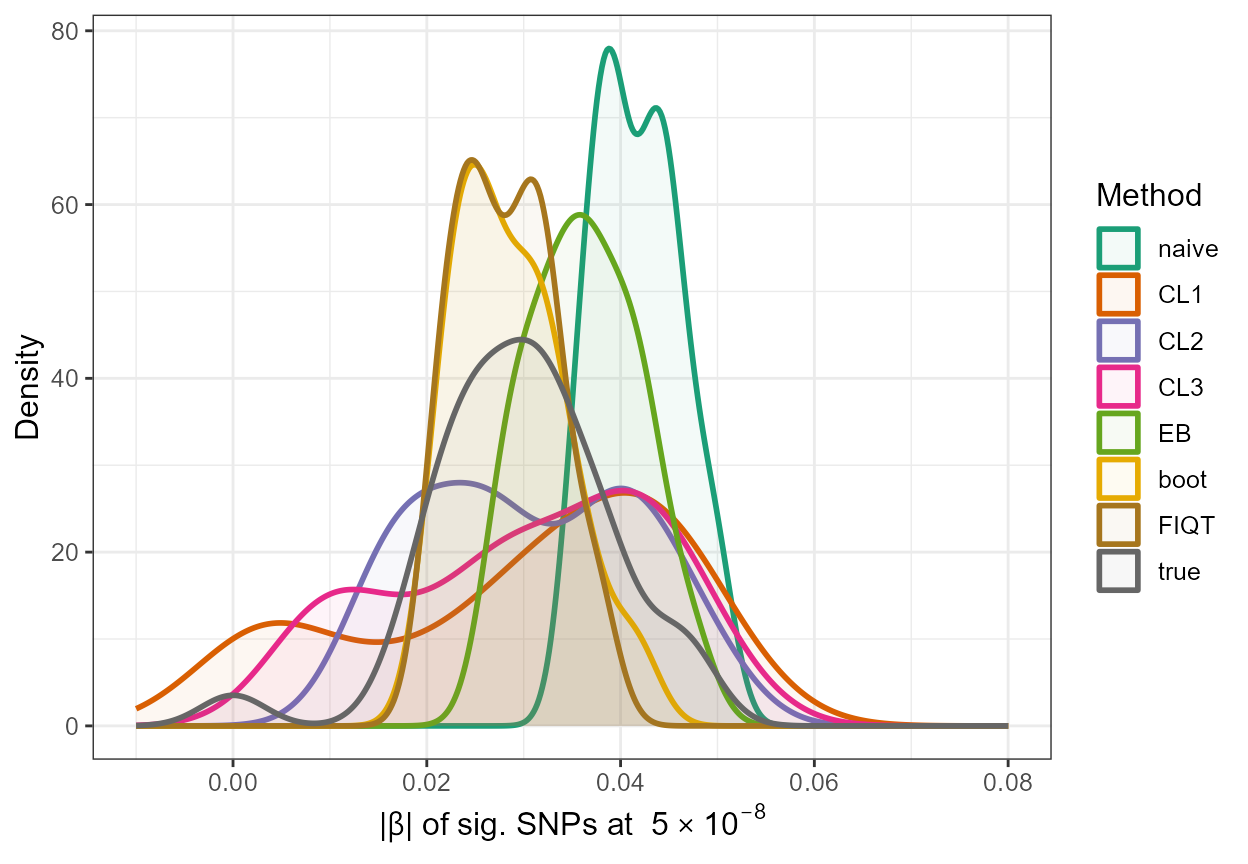 80
60
40
20
0
Density
0.00 0.02 0.04 0.06 0.08
|β| of sig. SNPs at 5 × 10⁻⁸
Method
naive
CL1
CL2
CL3
EB
boot
FIQT
true